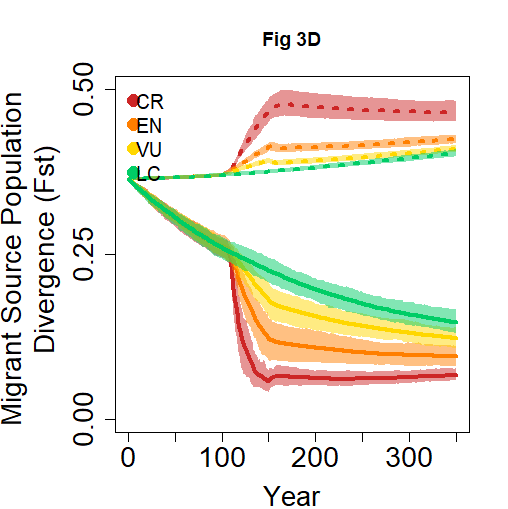 Fig 3D
Migrant Source Population
Divergence (Fst)
0.50
0.25
0.00
CR
EN
VU
LC
0
100
200
300
Year